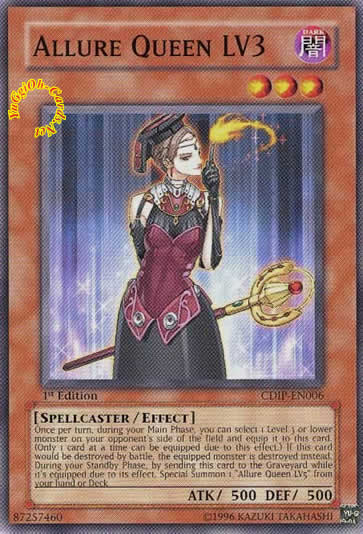 ALLURE QUEEN LV3
DARK
闇
YuGiOh-Cards.Net
1st Edition
CDIP-EN006
[SPELLCASTER / EFFECT]
Once per turn, during your Main Phase, you can select 1 Level 3 or lower
monster on your opponent's side of the field and equip it to this card.
(Only 1 card at a time can be equipped due to this effect.) If this card
would be destroyed by battle, the equipped monster is destroyed instead.
During your Standby Phase, by sending this card to the Graveyard while
it's equipped due to its effect, Special Summon 1 "Allure Queen LV5" from
your hand or Deck.
ATK/ 500 DEF/ 500
87257460
©1996 KAZUKI TAKAHASHI